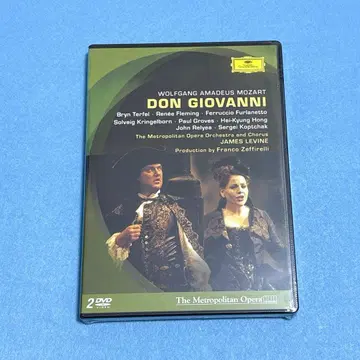 Deutsche
Grammophon
WOLFGANG AMADEUS MOZART
DON GIOVANNI
Bryn Terfel · Renée Fleming · Ferruccio Furlanetto
Solveig Kringelborn · Paul Groves · Hei-Kyung Hong
John Relyea · Sergei Koptchak
The Metropolitan Opera Orchestra and Chorus
JAMES LEVINE
Production by Franco Zeffirelli
2 DVD
The Metropolitan Opera